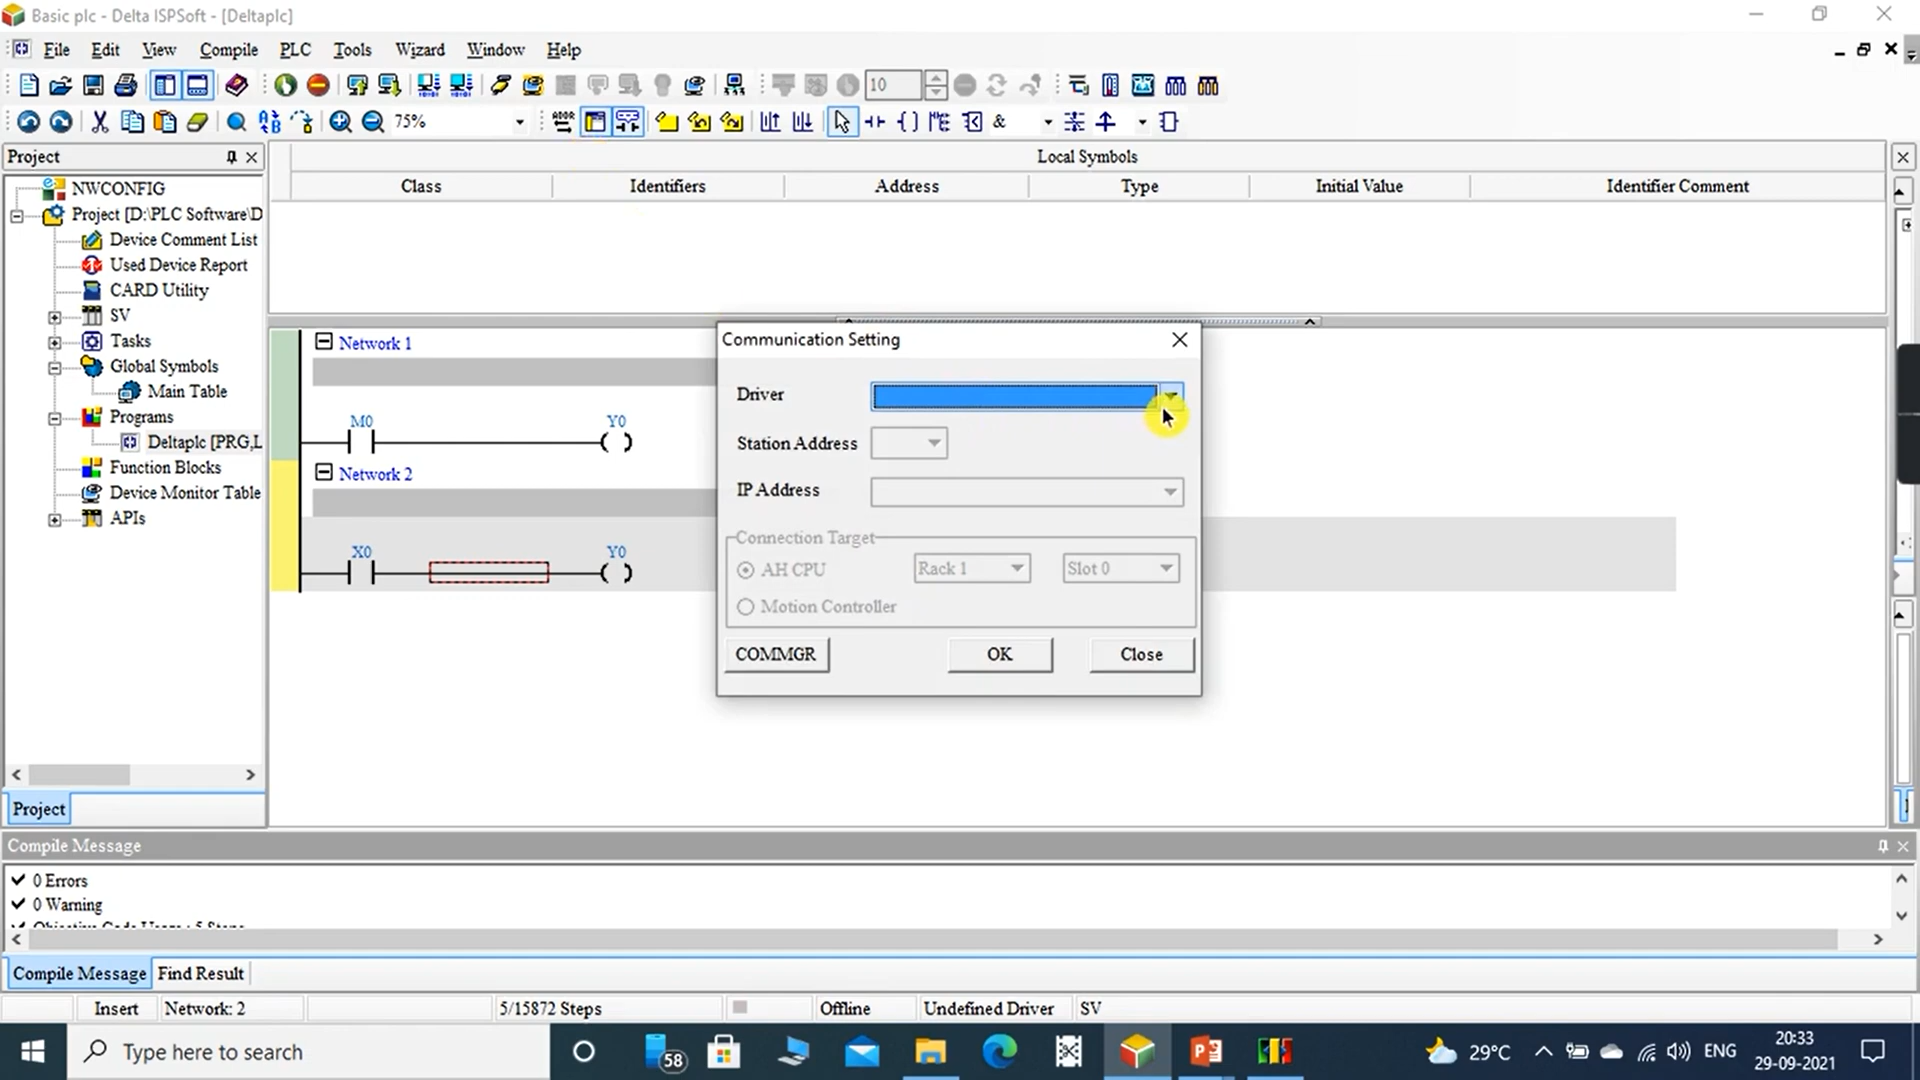 Basic plc - Delta ISPSoft - [Deltaplc]
File Edit View Compile PLC Tools Wizard Window Help
10
75% ADDR &
Project
NWCONFIG
Project [D:\PLC Software\D
Device Comment List
Used Device Report
CARD Utility
SV
Tasks
Global Symbols
Main Table
Programs
Deltaplc [PRG,L
Function Blocks
Device Monitor Table
APIs
Project
Local Symbols
Class Identifiers Address Type Initial Value Identifier Comment
Network 1
M0 Y0
Network 2
X0 Y0
Communication Setting
Driver
Station Address
IP Address
Connection Target
AH CPU Rack 1 Slot 0
Motion Controller
COMMGR OK Close
Compile Message
0 Errors
0 Warning
Compile Message Find Result
Insert Network: 2 5/15872 Steps Offline Undefined Driver SV
Type here to search 58 29°C ENG 20:33
29-09-2021